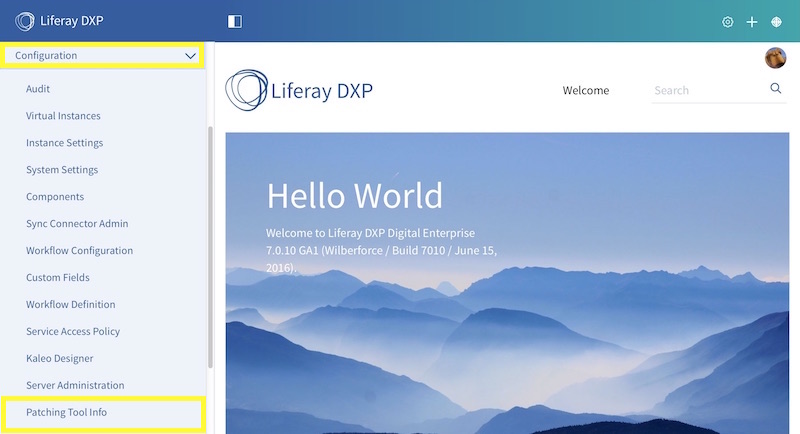 Liferay DXP
Configuration
Audit
Virtual Instances
Instance Settings
System Settings
Components
Sync Connector Admin
Workflow Configuration
Custom Fields
Workflow Definition
Service Access Policy
Kaleo Designer
Server Administration
Patching Tool Info
Liferay DXP
Welcome
Search
Hello World
Welcome to Liferay DXP Digital Enterprise
7.0.10 GA1 (Wilberforce / Build 7010 / June 15,
2016).